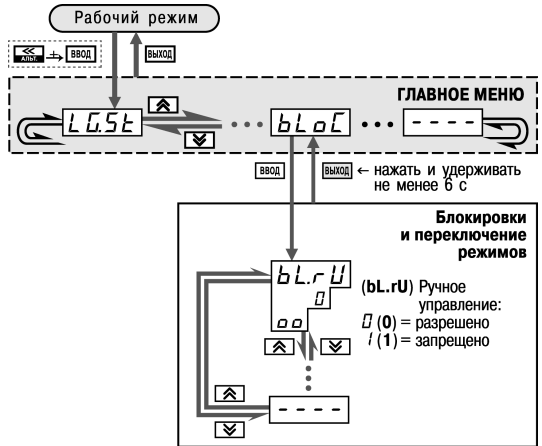 Рабочий режим
АЛЬТ. ВВОД ВЫХОД
ГЛАВНОЕ МЕНЮ
LG.St ••• bLoC ••• ----
ВВОД ВЫХОД ← нажать и удерживать
не менее 6 с
Блокировки
и переключение
режимов
bL.rU
0
oo
(bL.rU) Ручное
управление:
0 (0) = разрешено
1 (1) = запрещено
----